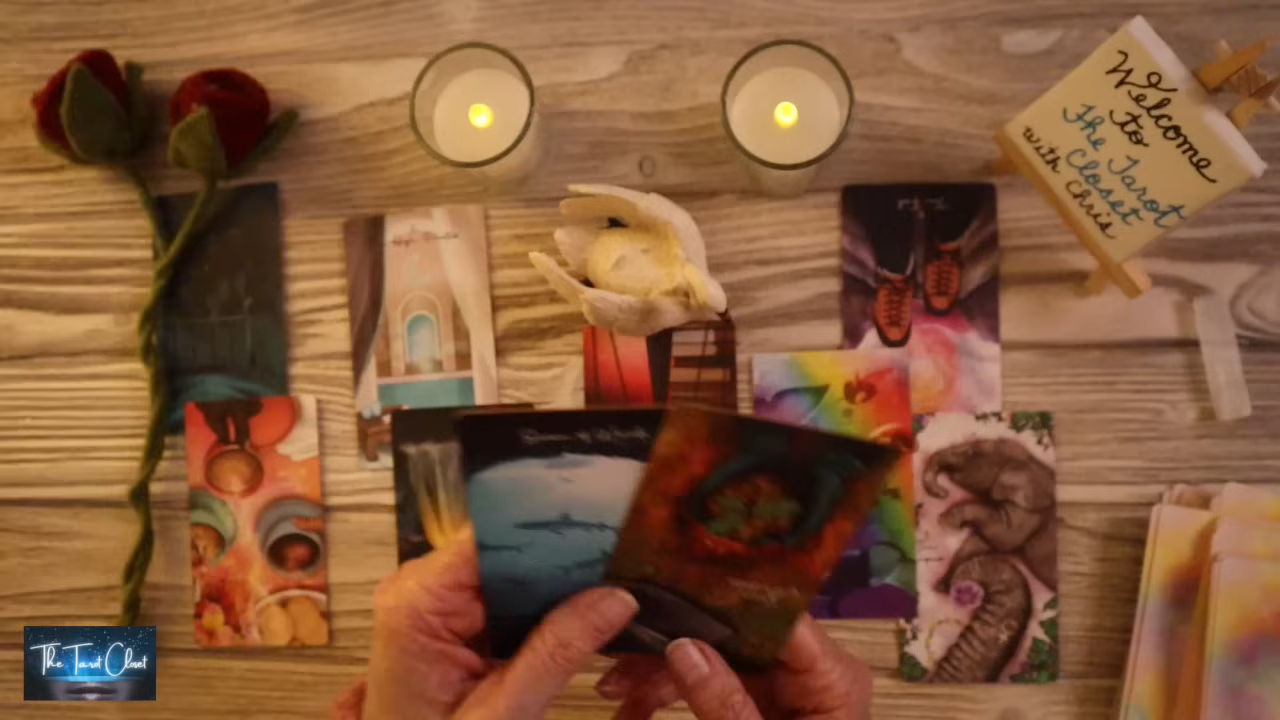 Welcome
to
The Tarot
Closet
with Chris
The Tarot Closet